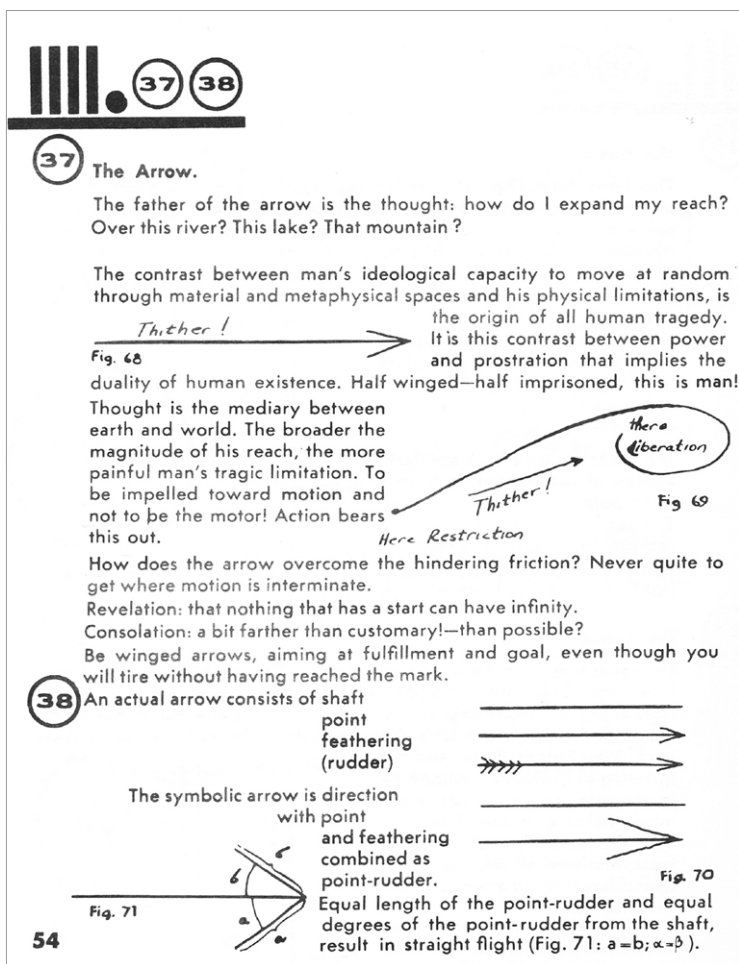 IIII. 37 38
37 The Arrow.
The father of the arrow is the thought: how do I expand my reach?
Over this river? This lake? That mountain ?
The contrast between man's ideological capacity to move at random
through material and metaphysical spaces and his physical limitations, is
the origin of all human tragedy.
Thither !
It is this contrast between power
Fig. 68
and prostration that implies the
duality of human existence. Half winged—half imprisoned, this is man!
Thought is the mediary between
earth and world. The broader the
magnitude of his reach, the more
painful man's tragic limitation. To
be impelled toward motion and
not to be the motor! Action bears
this out.
there
liberation
Thither!
Fig 69
Here Restriction
How does the arrow overcome the hindering friction? Never quite to
get where motion is interminate.
Revelation: that nothing that has a start can have infinity.
Consolation: a bit farther than customary!—than possible?
Be winged arrows, aiming at fulfillment and goal, even though you
will tire without having reached the mark.
38 An actual arrow consists of shaft
point
feathering
(rudder)
The symbolic arrow is direction
with point
and feathering
combined as
point-rudder.
Fig. 70
b
a
Fig. 71
Equal length of the point-rudder and equal
degrees of the point-rudder from the shaft,
result in straight flight (Fig. 71: a=b; α=β ).
54